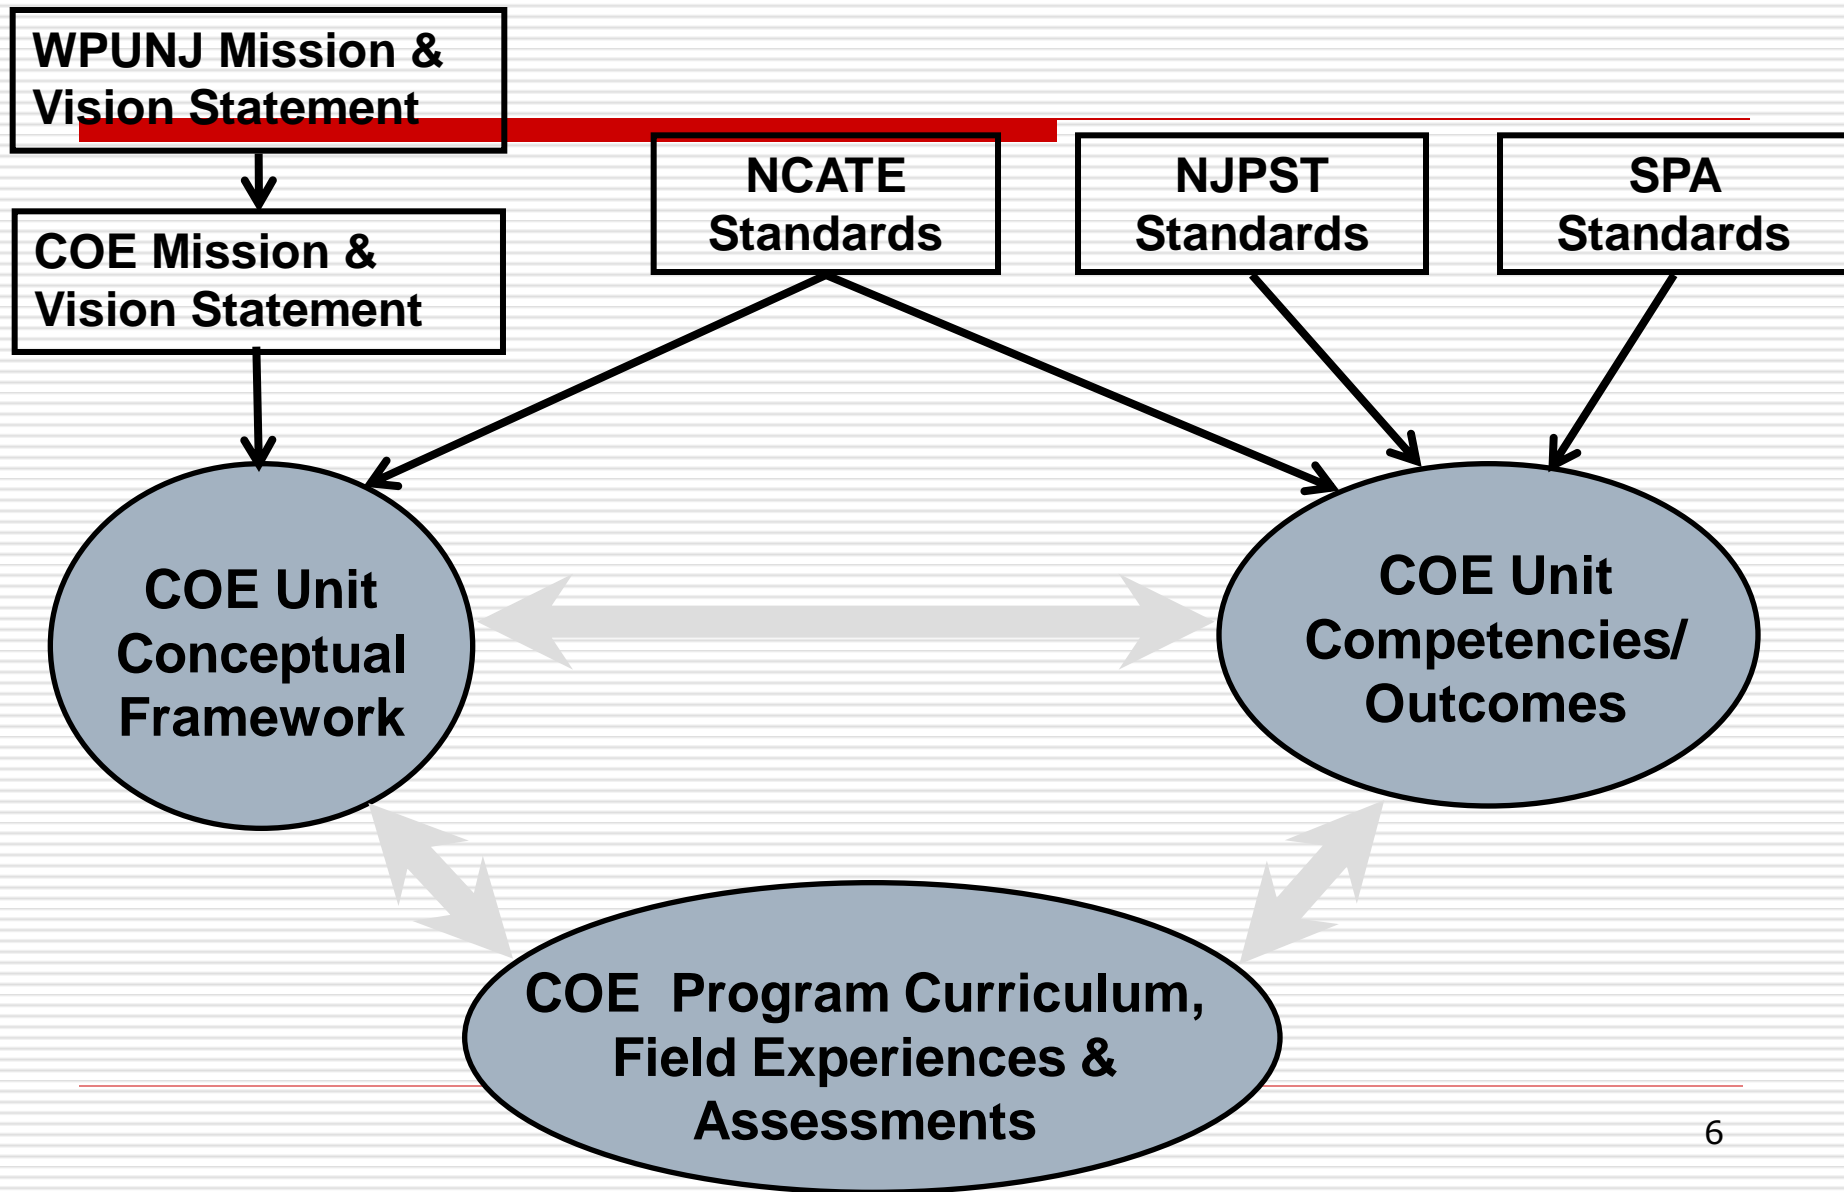 WPUNJ Mission &
Vision Statement
NCATE
Standards
NJPST
Standards
SPA
Standards
COE Mission &
Vision Statement
COE Unit
Conceptual
Framework
COE Unit
Competencies/
Outcomes
COE  Program Curriculum,
Field Experiences &
Assessments
6